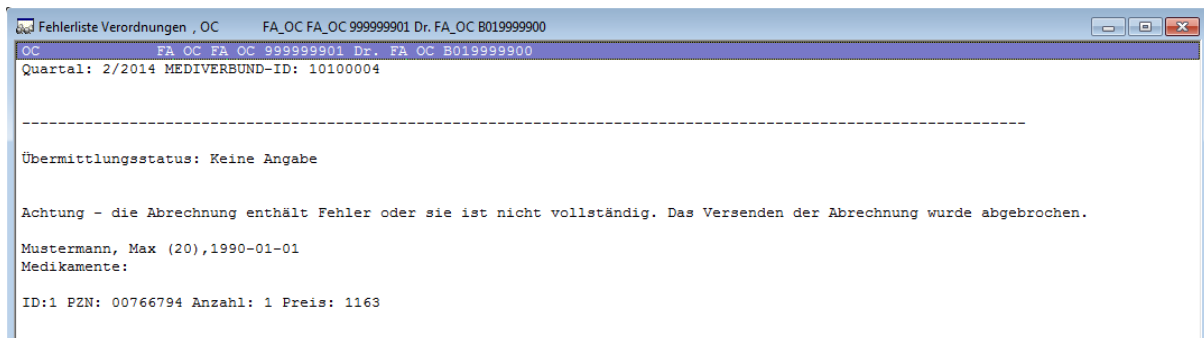 Fehlerliste Verordnungen , OC FA_OC FA_OC 999999901 Dr. FA_OC B019999900
OC FA OC FA OC 999999901 Dr. FA OC B019999900
Quartal: 2/2014 MEDIVERBUND-ID: 10100004
----------------------------------------------------------------------------------------------------------------
Übermittlungsstatus: Keine Angabe
Achtung - die Abrechnung enthält Fehler oder sie ist nicht vollständig. Das Versenden der Abrechnung wurde abgebrochen.
Mustermann, Max (20),1990-01-01
Medikamente:
ID:1 PZN: 00766794 Anzahl: 1 Preis: 1163